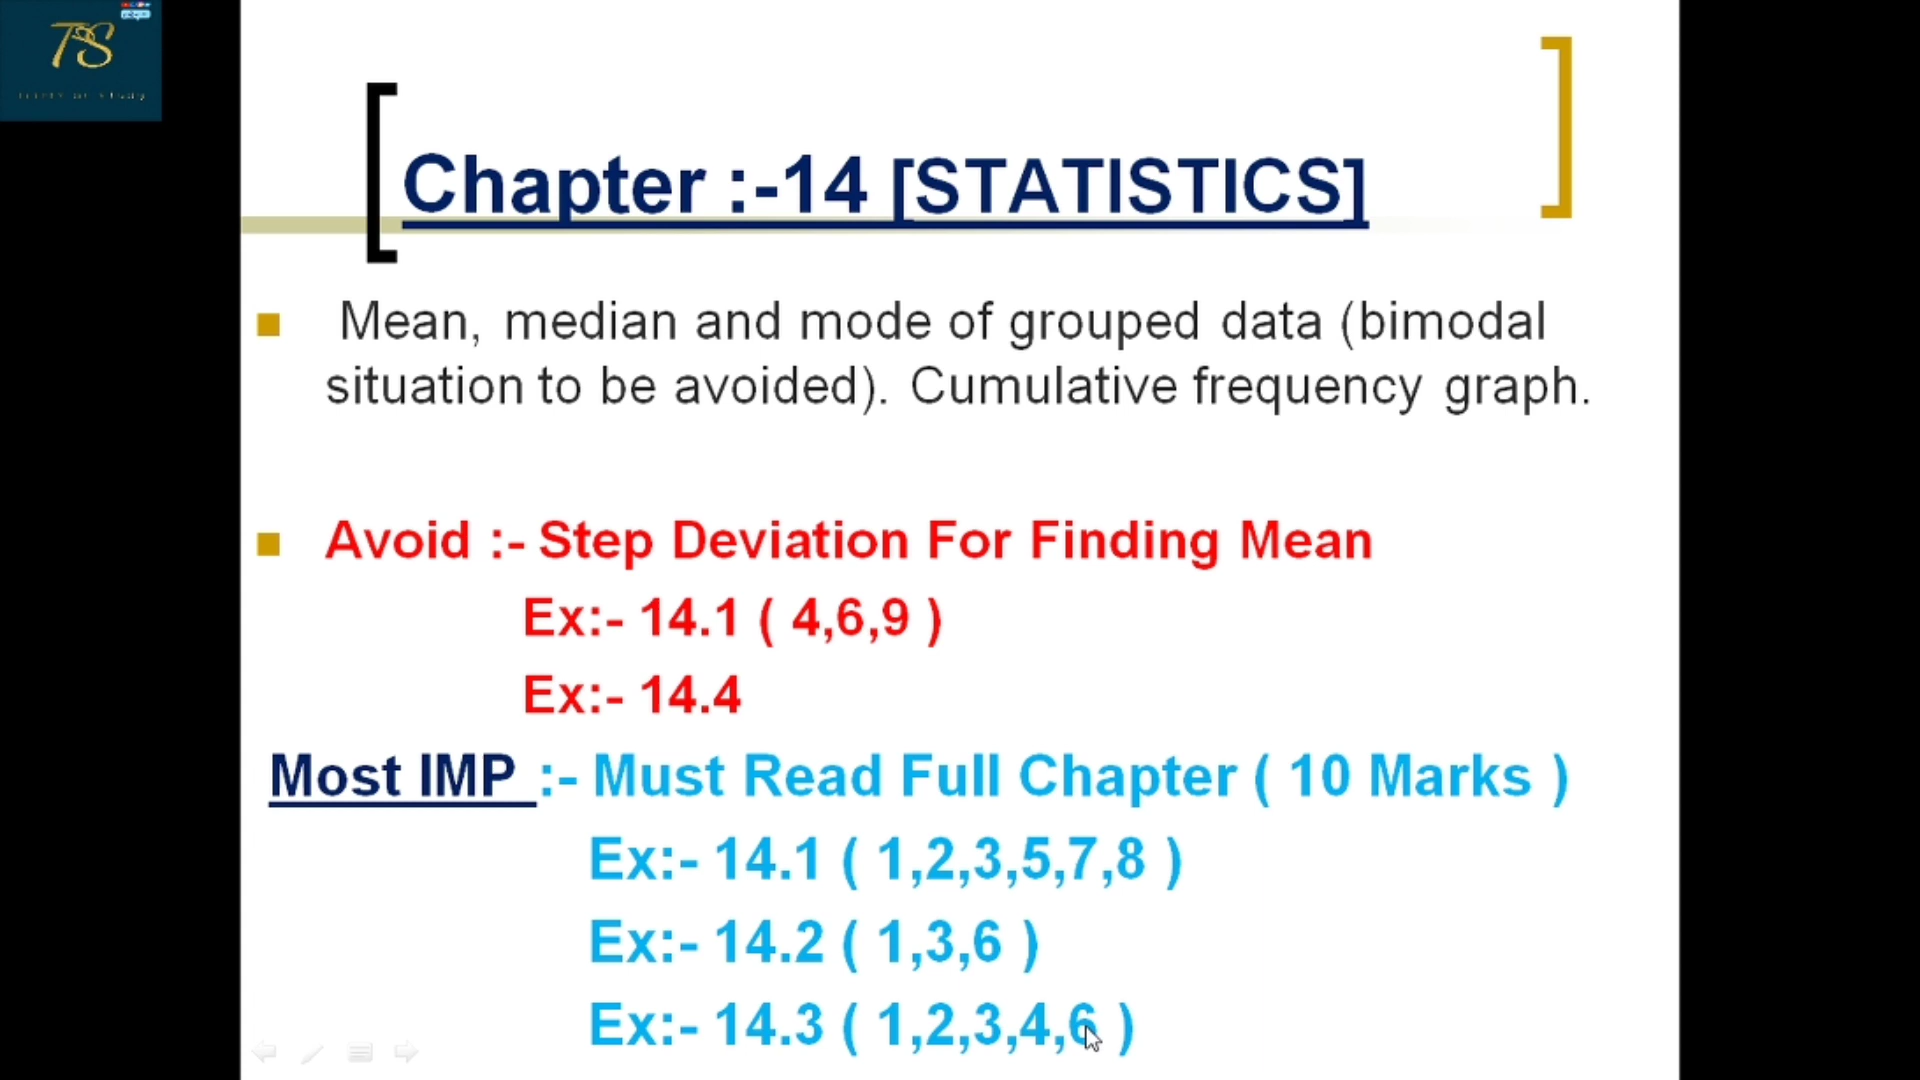 TS
Chapter :-14 [STATISTICS]
Mean, median and mode of grouped data (bimodal
situation to be avoided). Cumulative frequency graph.
Avoid :- Step Deviation For Finding Mean
Ex:- 14.1 ( 4,6,9 )
Ex:- 14.4
Most IMP :- Must Read Full Chapter ( 10 Marks )
Ex:- 14.1 ( 1,2,3,5,7,8 )
Ex:- 14.2 ( 1,3,6 )
Ex:- 14.3 ( 1,2,3,4,6 )